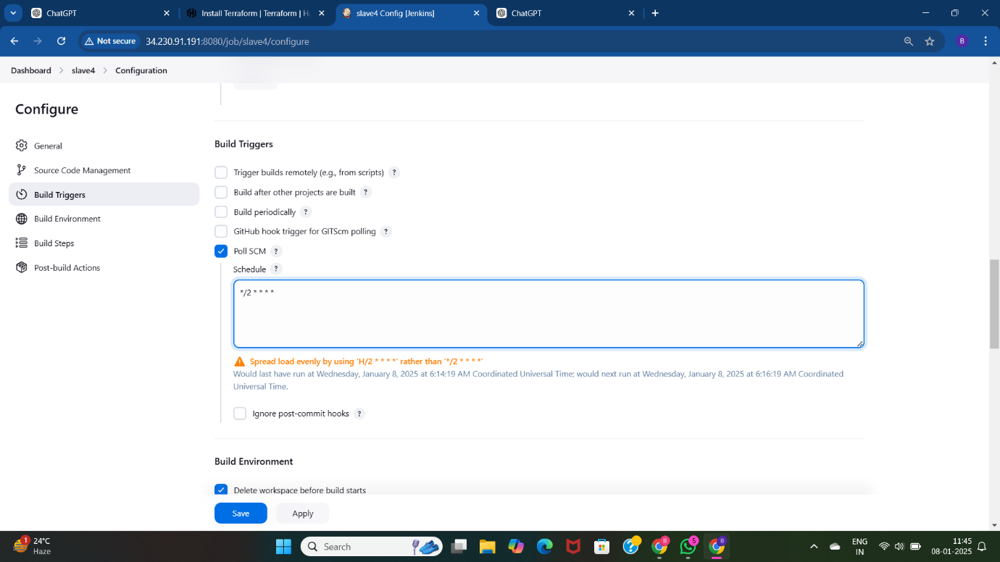 ChatGPT
Install Terraform | Terraform | Ha
slave4 Config [Jenkins]
ChatGPT
Not secure
34.230.91.191:8080/job/slave4/configure
B
Dashboard
slave4
Configuration
Configure
General
Source Code Management
Build Triggers
Build Environment
Build Steps
Post-build Actions
Build Triggers
Trigger builds remotely (e.g., from scripts) ?
Build after other projects are built ?
Build periodically ?
GitHub hook trigger for GITScm polling ?
Poll SCM ?
Schedule ?
*/2 * * * *
Spread load evenly by using ‘H/2 * * * *’ rather than ‘*/2 * * * *’
Would last have run at Wednesday, January 8, 2025 at 6:14:19 AM Coordinated Universal Time; would next run at Wednesday, January 8, 2025 at 6:16:19 AM Coordinated
Universal Time.
Ignore post-commit hooks ?
Build Environment
Delete workspace before build starts
Save
Apply
1
24°C
Haze
Search
B
5
B
ENG
IN
11:45
08-01-2025